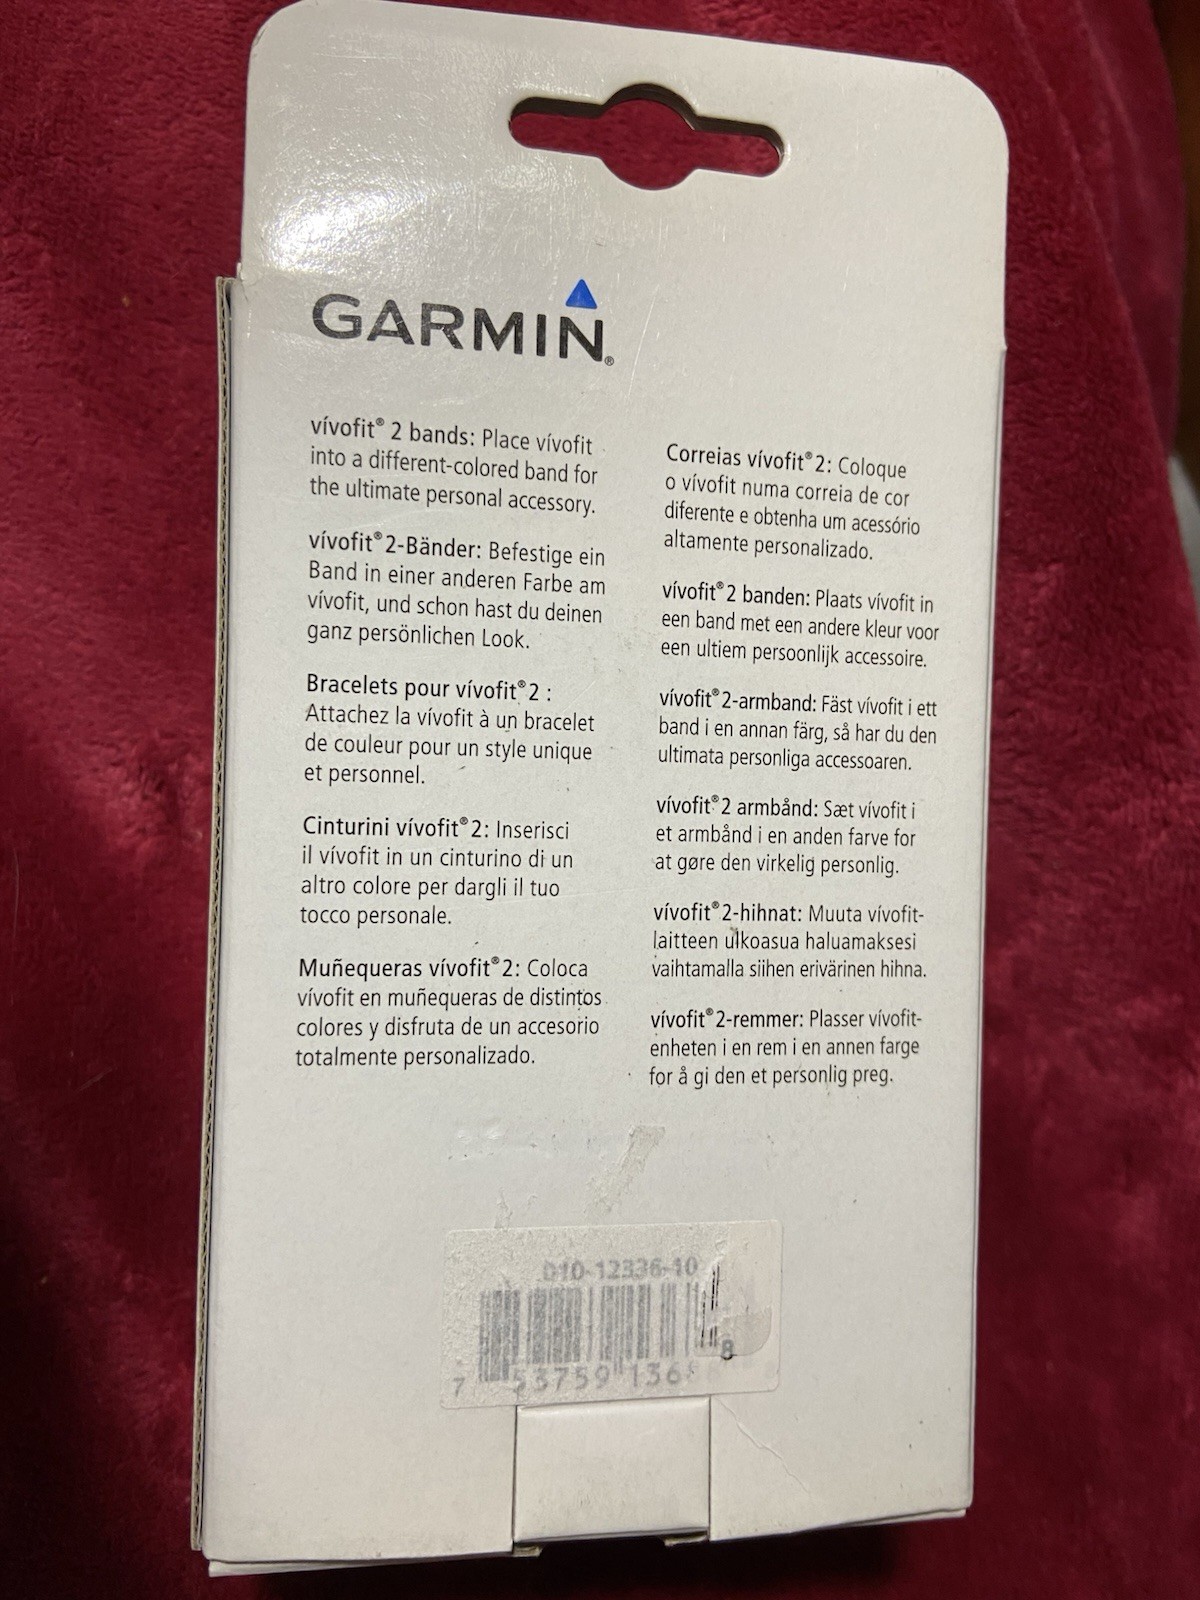 GARMIN®
vívofit® 2 bands: Place vívofit
into a different-colored band for
the ultimate personal accessory.
vívofit® 2-Bänder: Befestige ein
Band in einer anderen Farbe am
vívofit, und schon hast du deinen
ganz persönlichen Look.
Bracelets pour vívofit® 2 :
Attachez la vívofit à un bracelet
de couleur pour un style unique
et personnel.
Cinturini vívofit® 2: Inserisci
il vívofit in un cinturino di un
altro colore per dargli il tuo
tocco personale.
Muñequeras vívofit® 2: Coloca
vívofit en muñequeras de distintos
colores y disfruta de un accesorio
totalmente personalizado.
Correias vívofit® 2: Coloque
o vívofit numa correia de cor
diferente e obtenha um acessório
altamente personalizado.
vívofit® 2 banden: Plaats vívofit in
een band met een andere kleur voor
een ultiem persoonlijk accessoire.
vívofit® 2-armband: Fäst vívofit i ett
band i en annan färg, så har du den
ultimata personliga accessoaren.
vívofit® 2 armbånd: Sæt vívofit i
et armbånd i en anden farve for
at gøre den virkelig personlig.
vívofit® 2-hihnat: Muuta vívofit-
laitteen ulkoasua haluamaksesi
vaihtamalla siihen erivärinen hihna.
vívofit® 2-remmer: Plasser vívofit-
enheten i en rem i en annen farge
for å gi den et personlig preg.
010-12336-10
7 53759 136 8